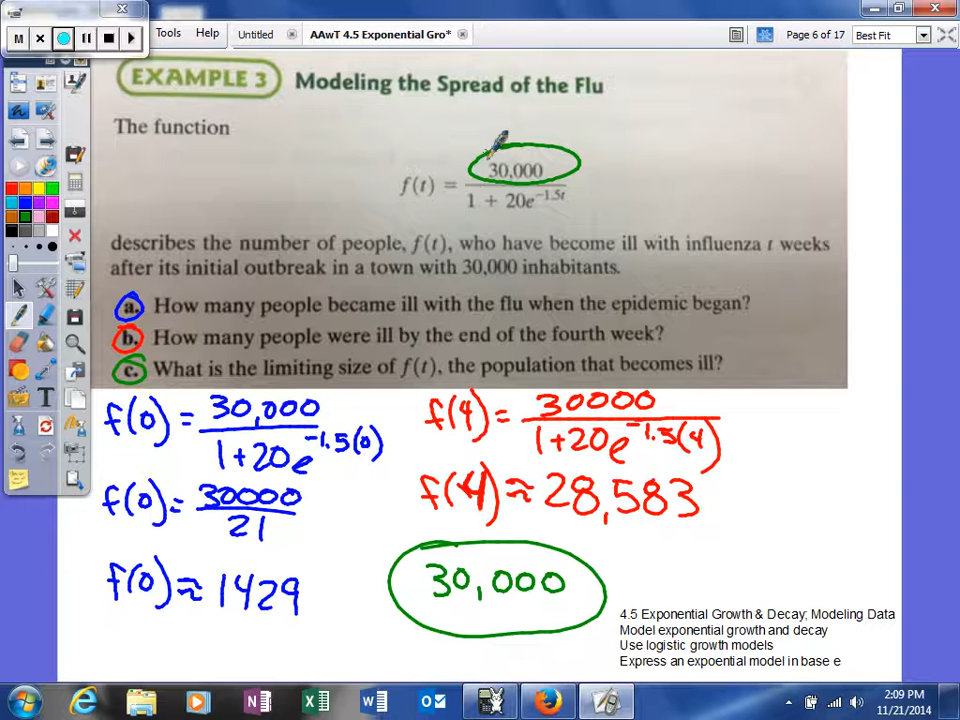 M
Tools Help Untitled AAwT 4.5 Exponential Gro* Page 6 of 17 Best Fit
EXAMPLE 3 Modeling the Spread of the Flu
The function
f(t) = 30,000 / 1 + 20e^-1.5t
describes the number of people, f(t), who have become ill with influenza t weeks
after its initial outbreak in a town with 30,000 inhabitants.
a. How many people became ill with the flu when the epidemic began?
b. How many people were ill by the end of the fourth week?
c. What is the limiting size of f(t), the population that becomes ill?
f(0) = 30,000 / 1+20e^-1.5(0)
f(0) = 30000 / 21
f(0) ≈ 1429
f(4) = 30000 / 1+20e^-1.5(4)
f(4) ≈ 28,583
30,000
4.5 Exponential Growth & Decay; Modeling Data
Model exponential growth and decay
Use logistic growth models
Express an expoential model in base e
2:09 PM
11/21/2014